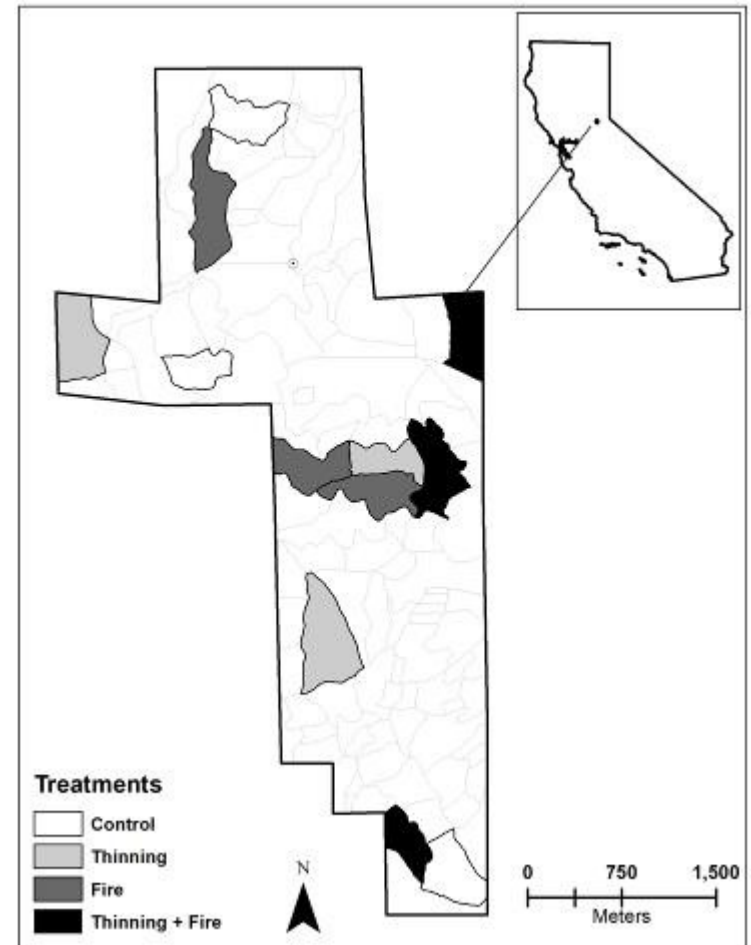 Treatments
Control
Thinning
Fire
Thinning + Fire
N
0 750 1,500
Meters